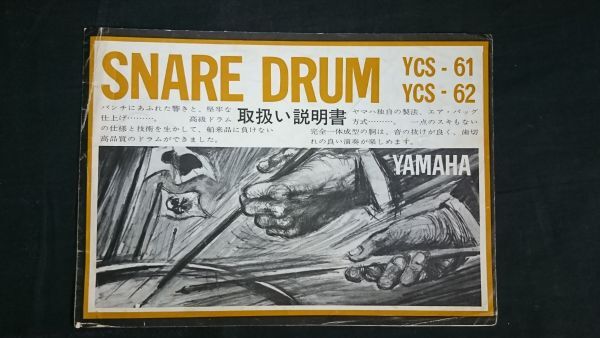 SNARE DRUM
YCS - 61
YCS - 62
パンチにあふれた響きと、堅牢な
仕上げ………。　高級ドラム
の仕様と技術を生かして、舶来品に負けない
高品質のドラムができました。
取扱い説明書
ヤマハ独自の製法、エア・バッグ
方式………。　一点のスキもない
完全一体成型の胴は、音の抜けが良く、歯切
れの良い演奏が楽しめます。
YAMAHA